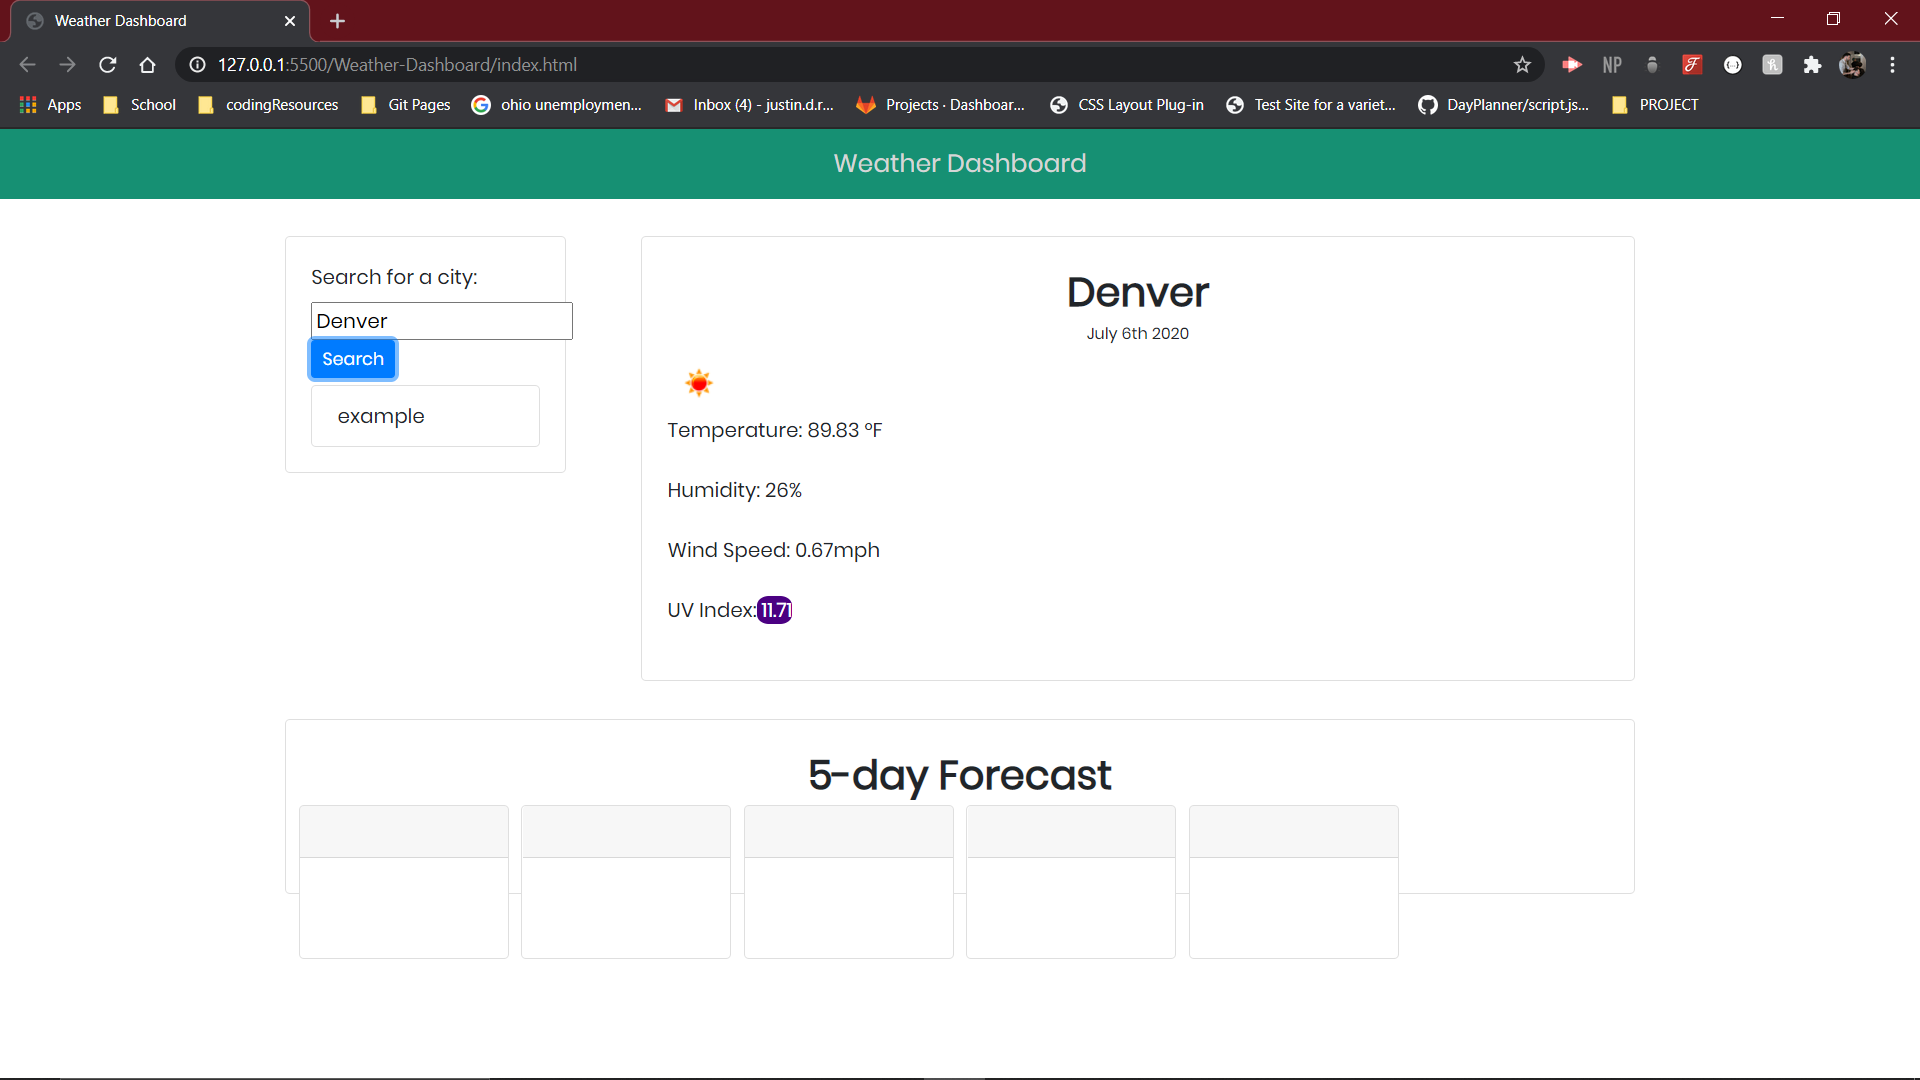 Weather Dashboard
127.0.0.1:5500/Weather-Dashboard/index.html
NP
Apps School codingResources Git Pages ohio unemploymen... Inbox (4) - justin.d.r... Projects · Dashboar... CSS Layout Plug-in Test Site for a variet... DayPlanner/script.js... PROJECT
Weather Dashboard
Search for a city:
Denver
Search
example
Denver
July 6th 2020
Temperature: 89.83 °F
Humidity: 26%
Wind Speed: 0.67mph
UV Index: 11.71
5-day Forecast